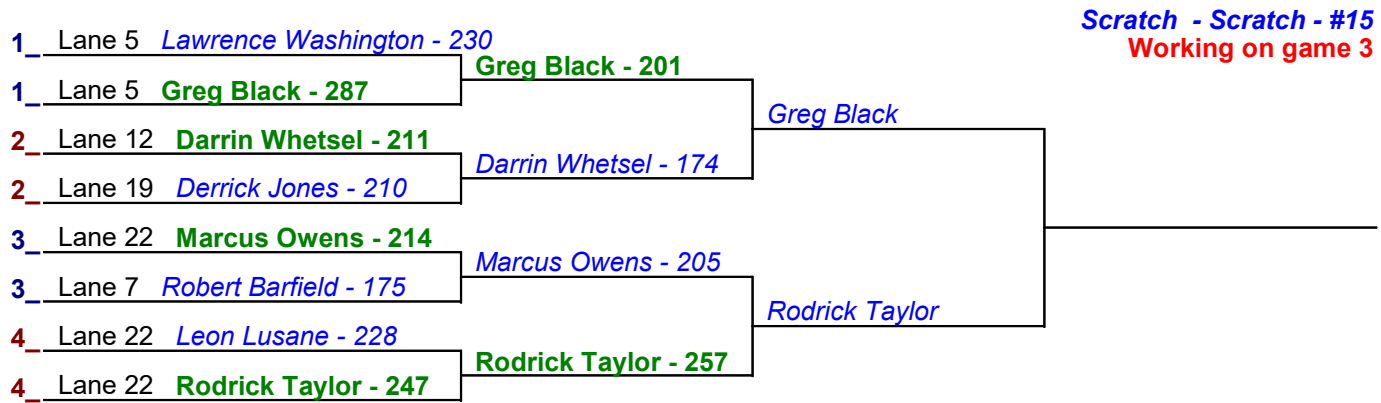 Scratch - Scratch - #15
Working on game 3
1_ Lane 5 Lawrence Washington - 230
Greg Black - 201
1_ Lane 5 Greg Black - 287
Greg Black
2_ Lane 12 Darrin Whetsel - 211
Darrin Whetsel - 174
2_ Lane 19 Derrick Jones - 210
3_ Lane 22 Marcus Owens - 214
Marcus Owens - 205
3_ Lane 7 Robert Barfield - 175
Rodrick Taylor
4_ Lane 22 Leon Lusane - 228
Rodrick Taylor - 257
4_ Lane 22 Rodrick Taylor - 247